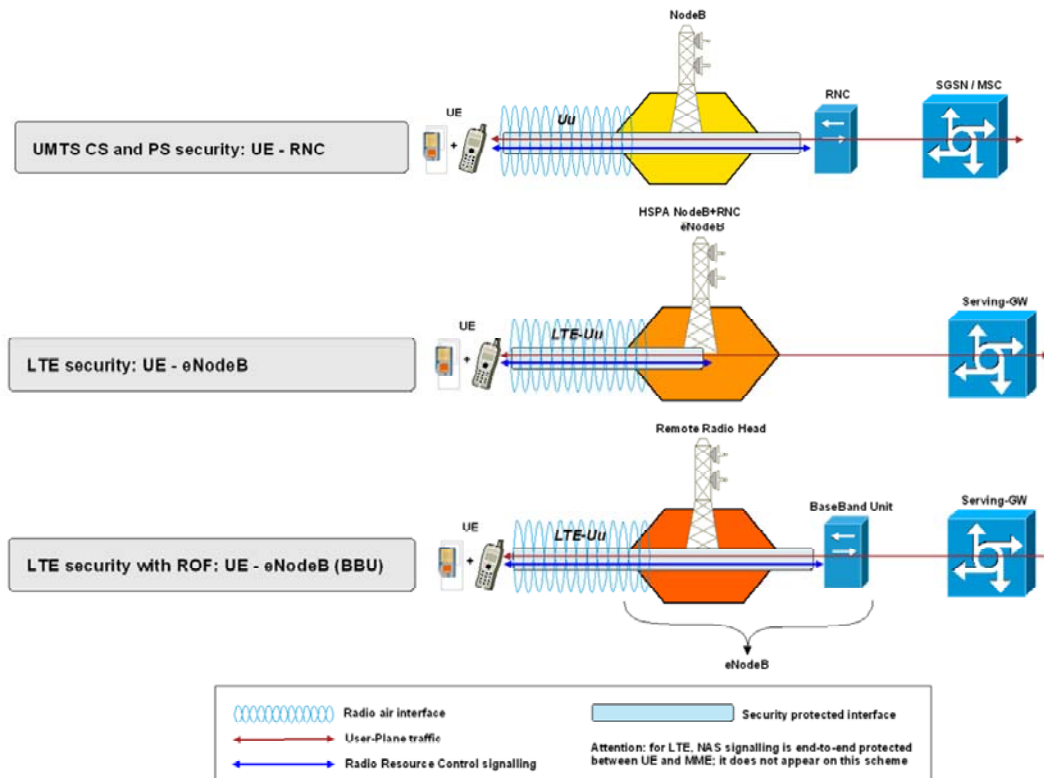 NodeB
RNC
SGSN / MSC
UE
Uu
+
UMTS CS and PS security: UE - RNC
HSPA NodeB+RNC
eNodeB
Serving-GW
UE
LTE-Uu
+
LTE security: UE - eNodeB
Remote Radio Head
BaseBand Unit
Serving-GW
UE
LTE-Uu
+
LTE security with ROF: UE - eNodeB (BBU)
eNodeB
Radio air interface
Security protected interface
User-Plane traffic
Attention: for LTE, NAS signalling is end-to-end protected
between UE and MME; it does not appear on this scheme
Radio Resource Control signalling